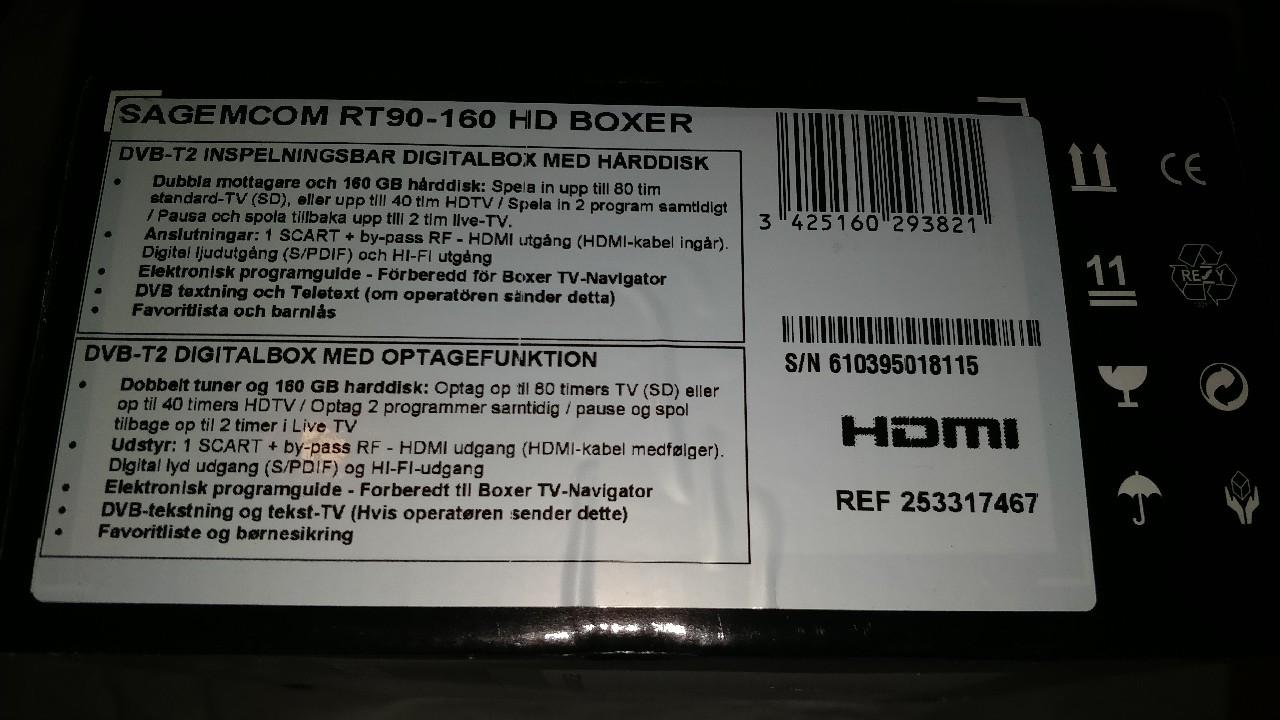 SAGEMCOM RT90-160 HD BOXER
DVB-T2 INSPELNINGSBAR DIGITALBOX MED HÅRDDISK
• Dubbla mottagare och 160 GB hårddisk: Spela in upp till 80 tim
standard-TV (SD), eller upp till 40 tim HDTV / Spela in 2 program samtidigt
/ Pausa och spola tillbaka upp till 2 tim live-TV.
• Anslutningar: 1 SCART + by-pass RF - HDMI utgång (HDMI-kabel ingår).
Digital ljudutgång (S/PDIF) och HI-FI utgång
• Elektronisk programguide - Förberedd för Boxer TV-Navigator
• DVB textning och Teletext (om operatören sänder detta)
• Favoritlista och barnlås
DVB-T2 DIGITALBOX MED OPTAGEFUNKTION
• Dobbelt tuner og 160 GB harddisk: Optag op til 80 timers TV (SD) eller
op til 40 timers HDTV / Optag 2 programmer samtidig / pause og spol
tilbage op til 2 timer i Live TV
• Udstyr: 1 SCART + by-pass RF - HDMI udgang (HDMI-kabel medfølger).
Digital lyd udgang (S/PDIF) og HI-FI-udgang
• Elektronisk programguide - Forberedt til Boxer TV-Navigator
• DVB-tekstning og tekst-TV (Hvis operatøren sender dette)
• Favoritliste og børnesikring
3 425160 293821
S/N 610395018115
HDMI
REF 253317467
CE
11
RESY